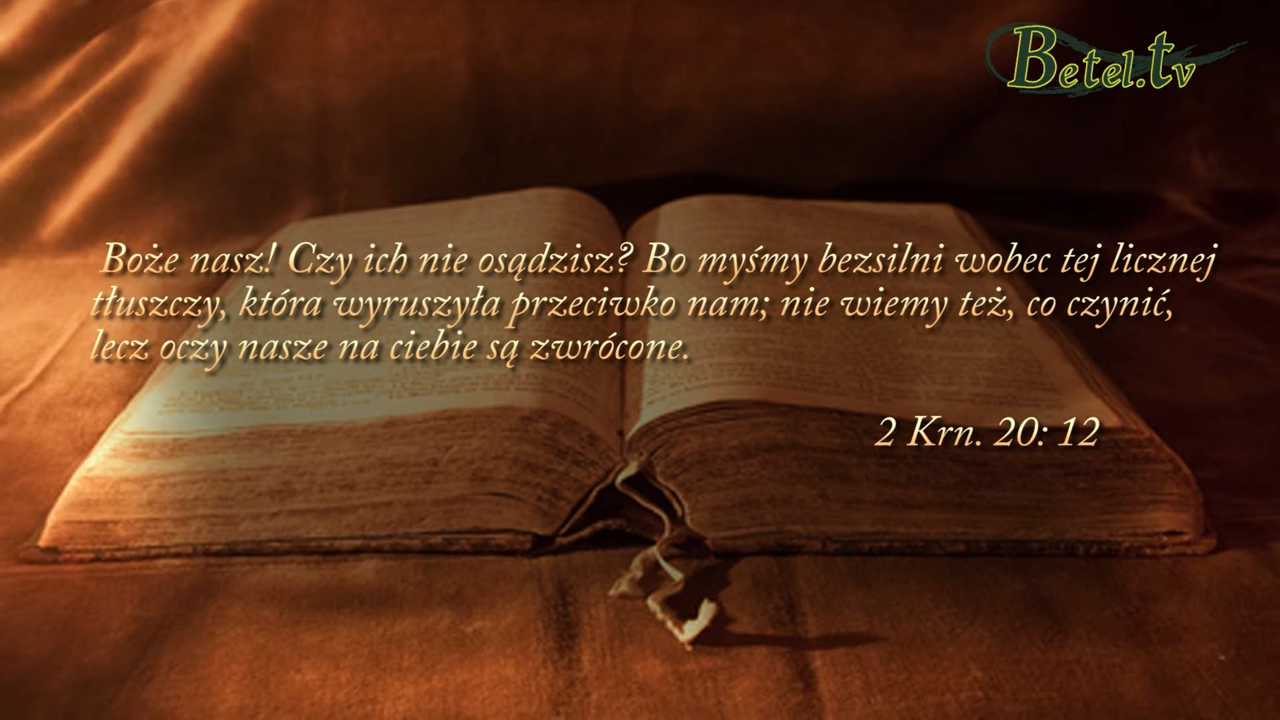 Betel.tv
Boże nasz! Czy ich nie osądzisz? Bo myśmy bezsilni wobec tej licznej
tłuszczy, która wyruszyła przeciwko nam; nie wiemy też, co czynić,
lecz oczy nasze na ciebie są zwrócone.
2 Krn. 20: 12